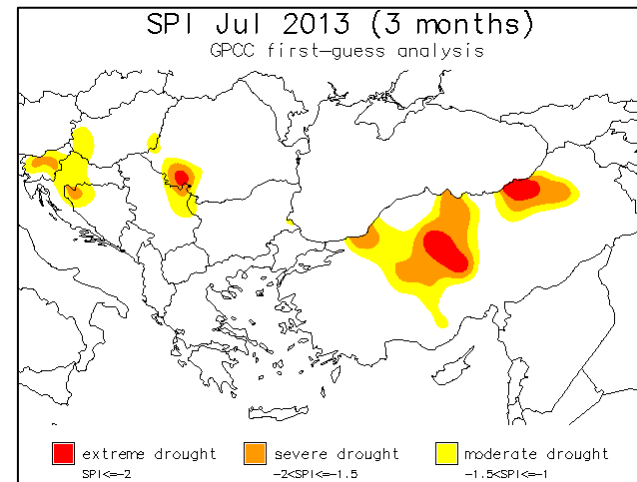 SPI Jul 2013 (3 months)
GPCC first-guess analysis
extreme drought
SPI<=-2
severe drought
-2<SPI<=-1.5
moderate drought
-1.5<SPI<=-1